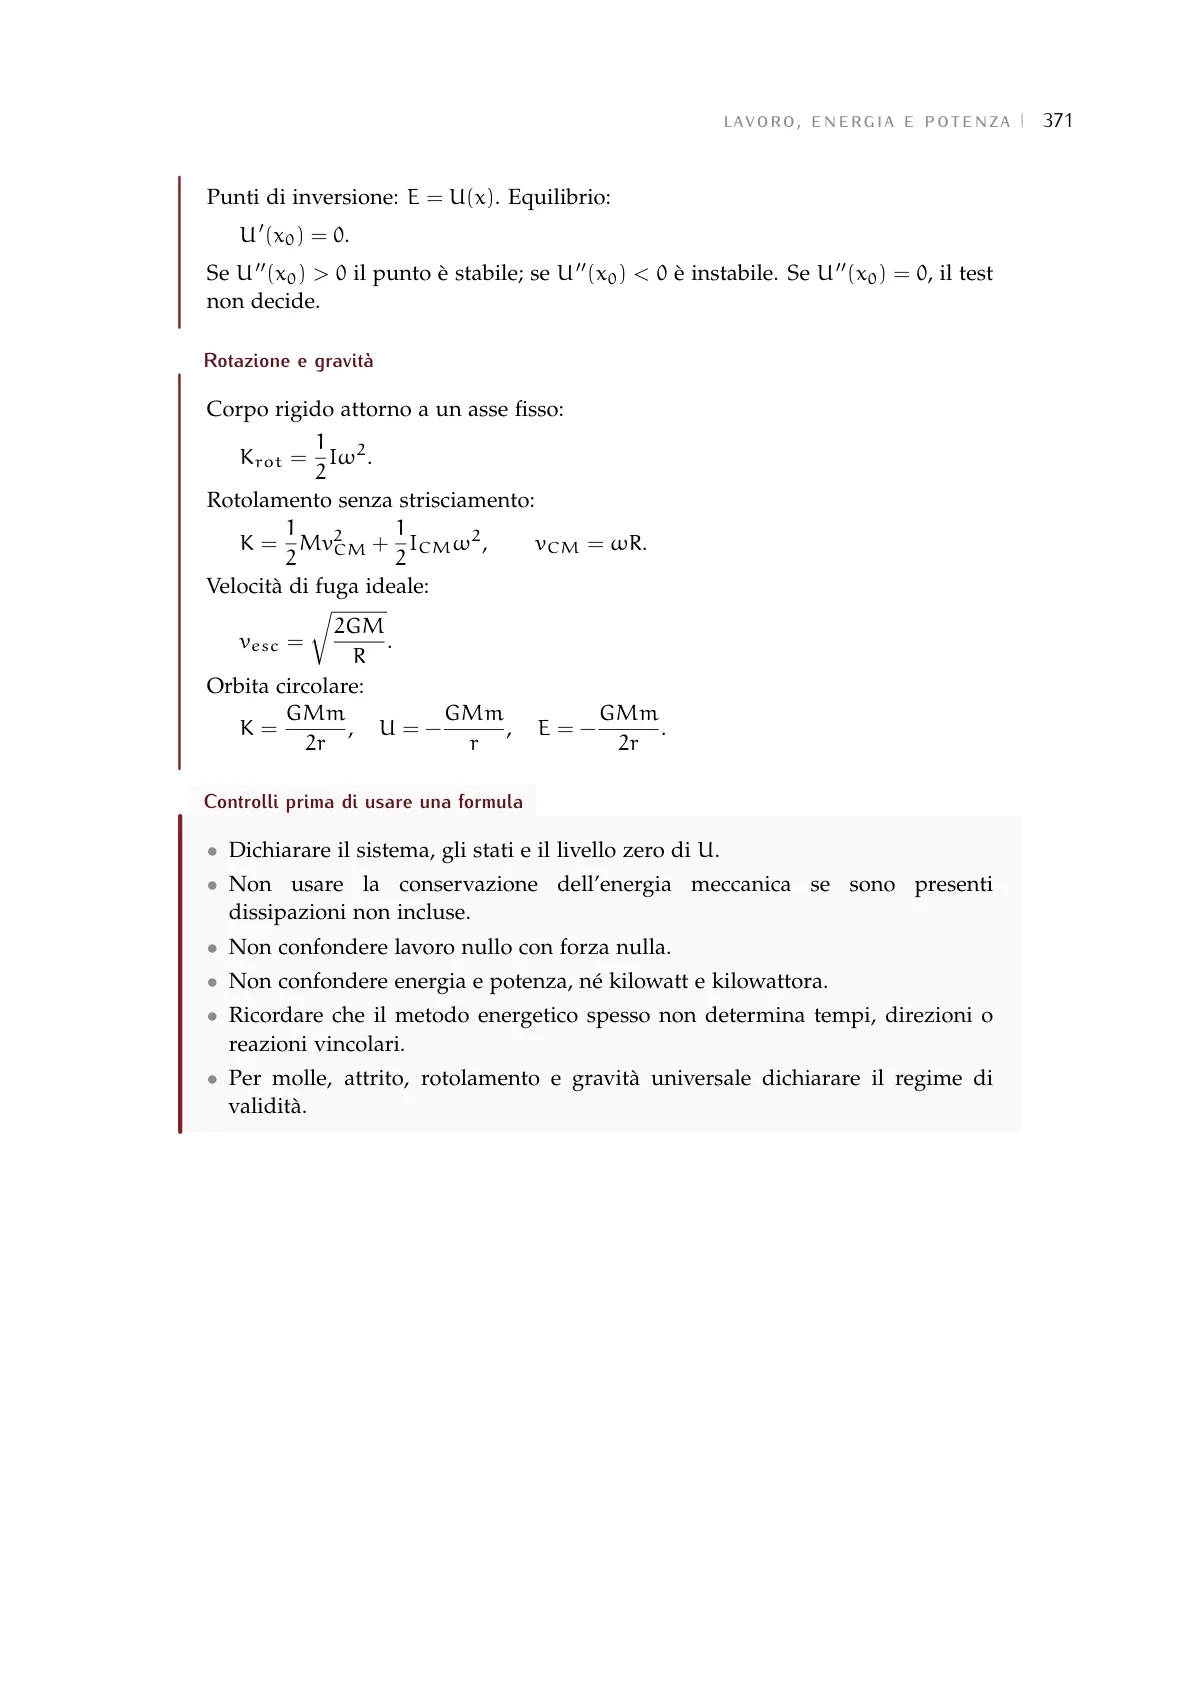 LAVORO, ENERGIA E POTENZA | 371
Punti di inversione: E = U(x). Equilibrio:
U′(x₀) = 0.
Se U″(x₀) > 0 il punto è stabile; se U″(x₀) < 0 è instabile. Se U″(x₀) = 0, il test
non decide.
Rotazione e gravità
Corpo rigido attorno a un asse fisso:
K_rot = 1/2 Iω².
Rotolamento senza strisciamento:
K = 1/2 Mv²_CM + 1/2 I_CM ω², v_CM = ωR.
Velocità di fuga ideale:
v_esc = √(2GM/R).
Orbita circolare:
K = GMm/2r, U = −GMm/r, E = −GMm/2r.
Controlli prima di usare una formula
• Dichiarare il sistema, gli stati e il livello zero di U.
• Non usare la conservazione dell’energia meccanica se sono presenti
dissipazioni non incluse.
• Non confondere lavoro nullo con forza nulla.
• Non confondere energia e potenza, né kilowatt e kilowattora.
• Ricordare che il metodo energetico spesso non determina tempi, direzioni o
reazioni vincolari.
• Per molle, attrito, rotolamento e gravità universale dichiarare il regime di
validità.